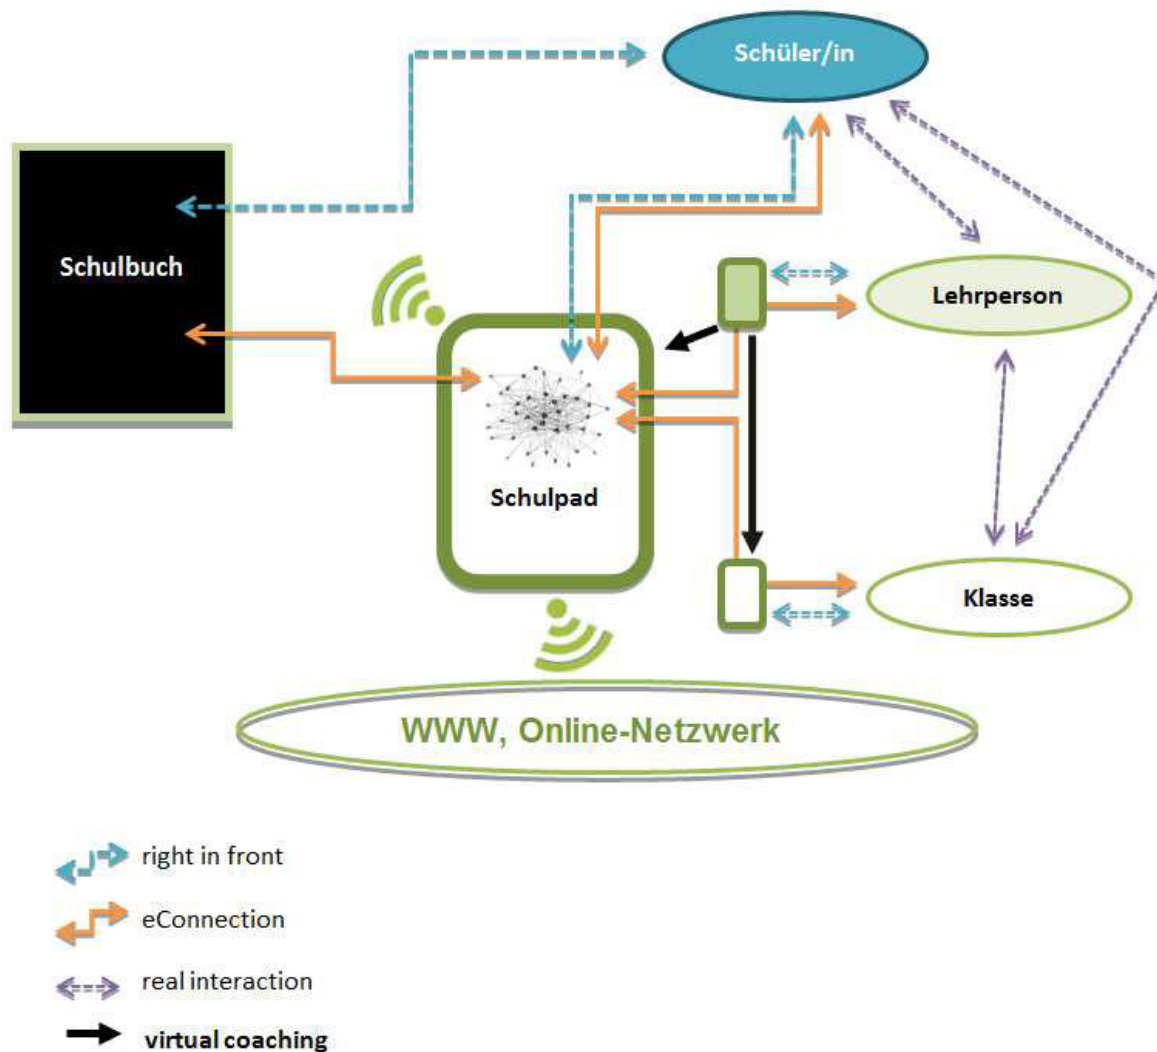 Schüler/in
Schulbuch
Lehrperson
Schulpad
Klasse
WWW, Online-Netzwerk
right in front
eConnection
real interaction
virtual coaching